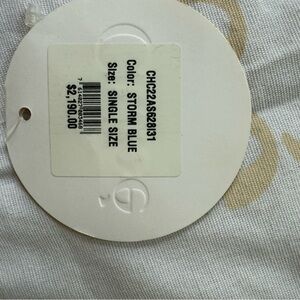 CHC22AS628I31
Color: STORM BLUE
Size: SINGLE SIZE
$2,190.00